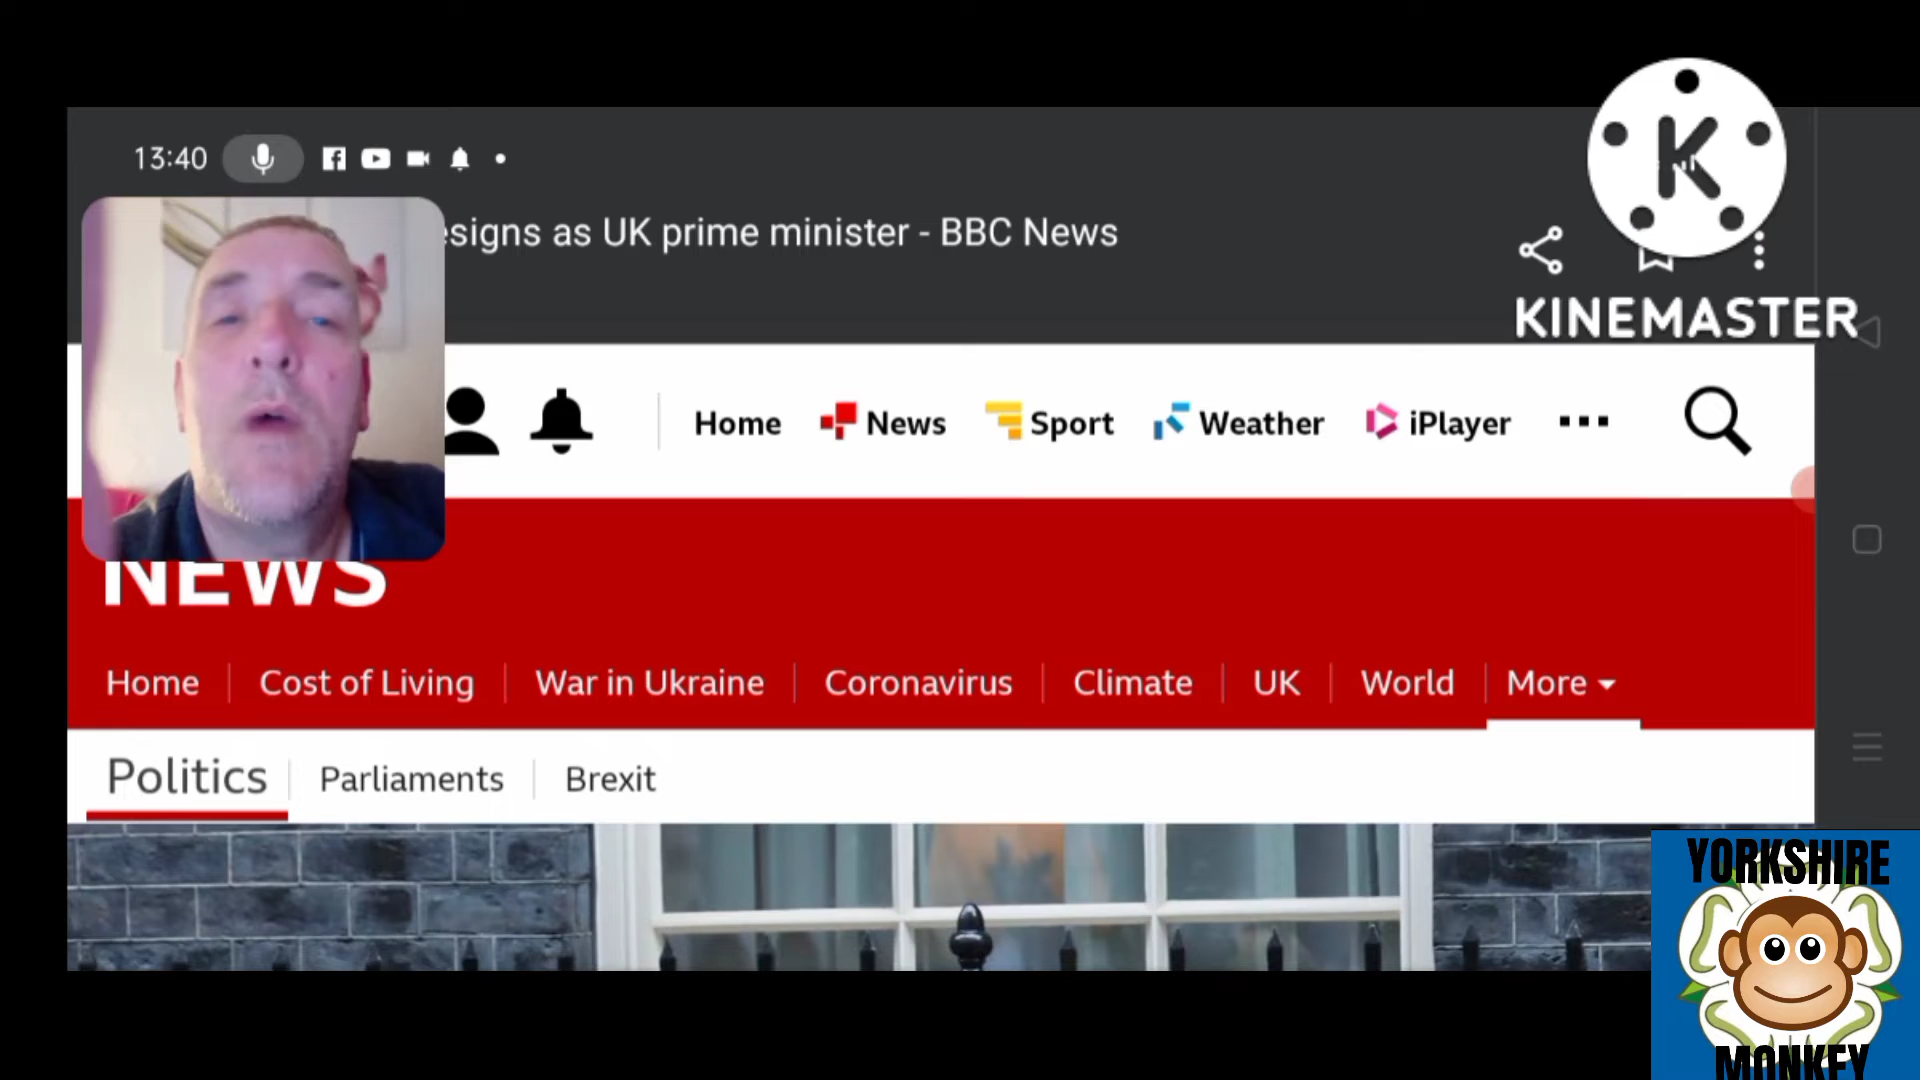 13:40
esigns as UK prime minister - BBC News
K
KINEMASTER
Home News Sport Weather iPlayer
NEWS
Home Cost of Living War in Ukraine Coronavirus Climate UK World More
Politics Parliaments Brexit
YORKSHIRE
MONKEY